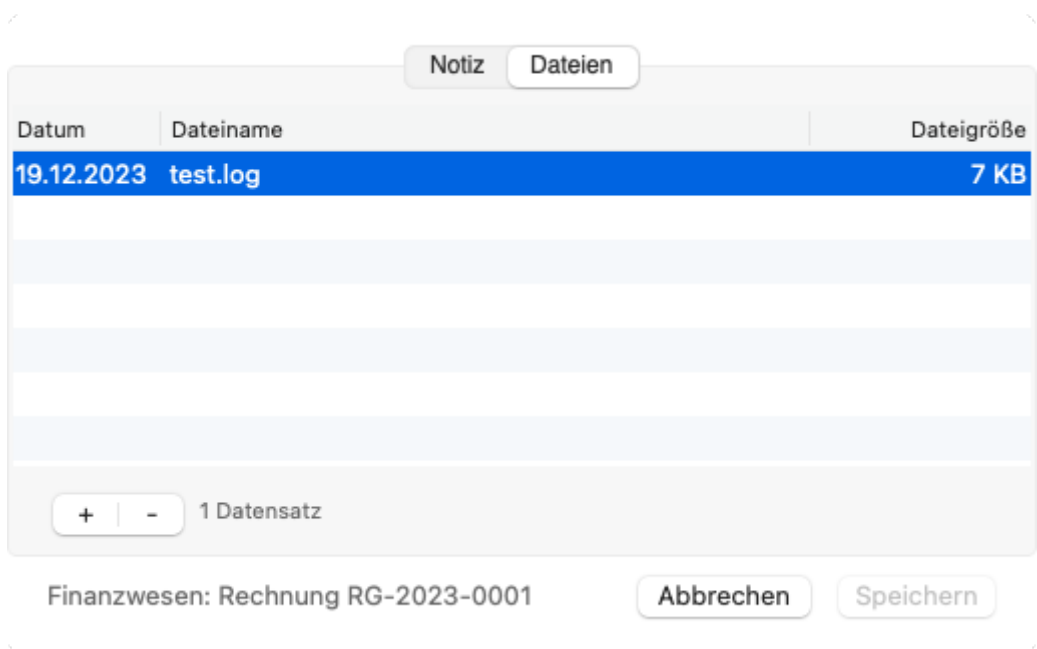 Notiz Dateien
Datum Dateiname Dateigröße
19.12.2023 test.log 7 KB
+ - 1 Datensatz
Finanzwesen: Rechnung RG-2023-0001 Abbrechen Speichern